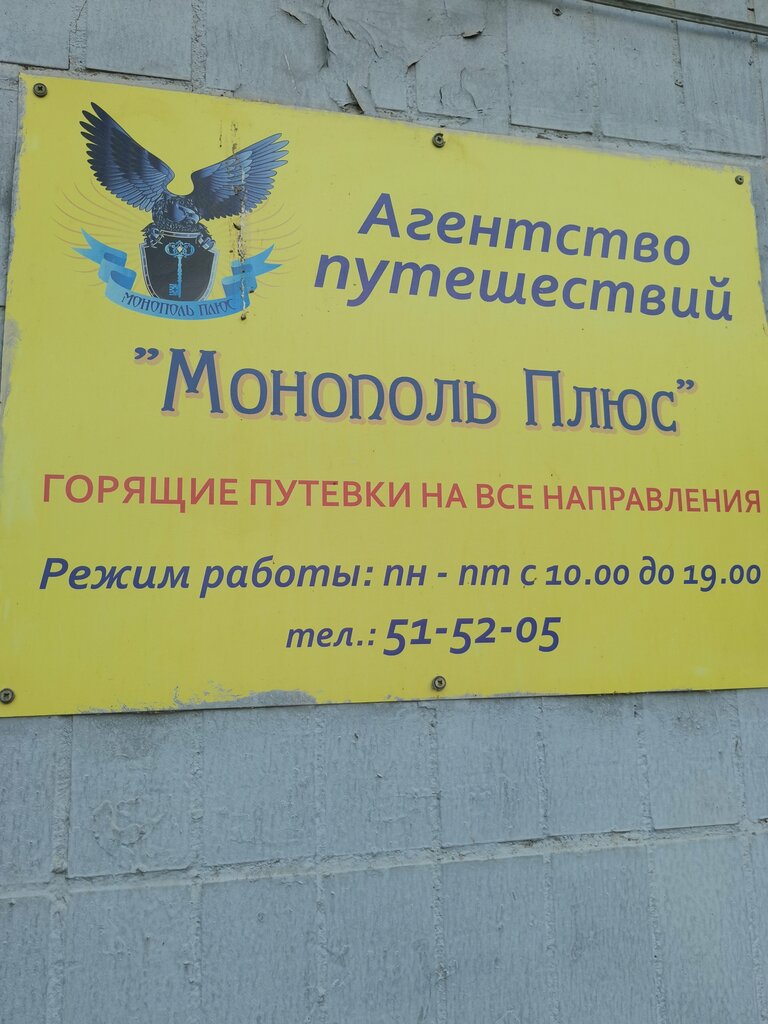 МОНОПОЛЬ ПЛЮС
Агентство
путешествий
"Монополь Плюс"
ГОРЯЩИЕ ПУТЕВКИ НА ВСЕ НАПРАВЛЕНИЯ
Режим работы: пн - пт с 10.00 до 19.00
тел.: 51-52-05